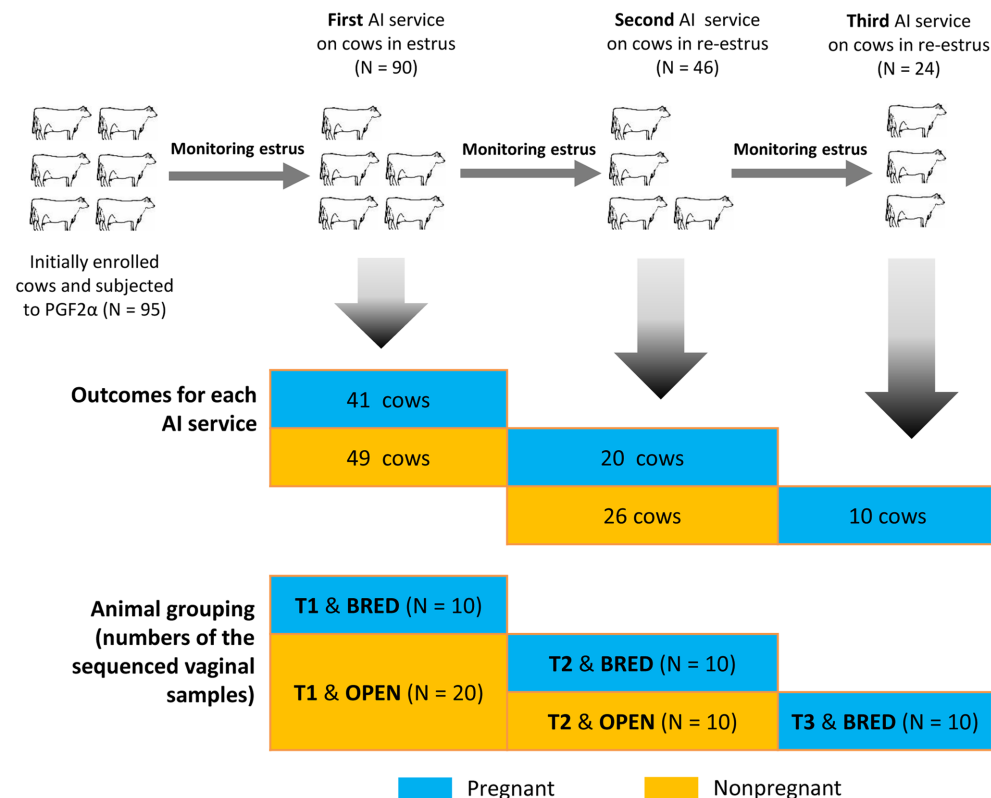 First AI service
on cows in estrus
(N = 90)
Second AI service
on cows in re-estrus
(N = 46)
Third AI service
on cows in re-estrus
(N = 24)
Monitoring estrus
Monitoring estrus
Monitoring estrus
Initially enrolled
cows and subjected
to PGF2α (N = 95)
Outcomes for each
AI service
41 cows
49 cows
20 cows
26 cows
10 cows
Animal grouping
(numbers of the
sequenced vaginal
samples)
T1 & BRED (N = 10)
T1 & OPEN (N = 20)
T2 & BRED (N = 10)
T2 & OPEN (N = 10)
T3 & BRED (N = 10)
Pregnant
Nonpregnant